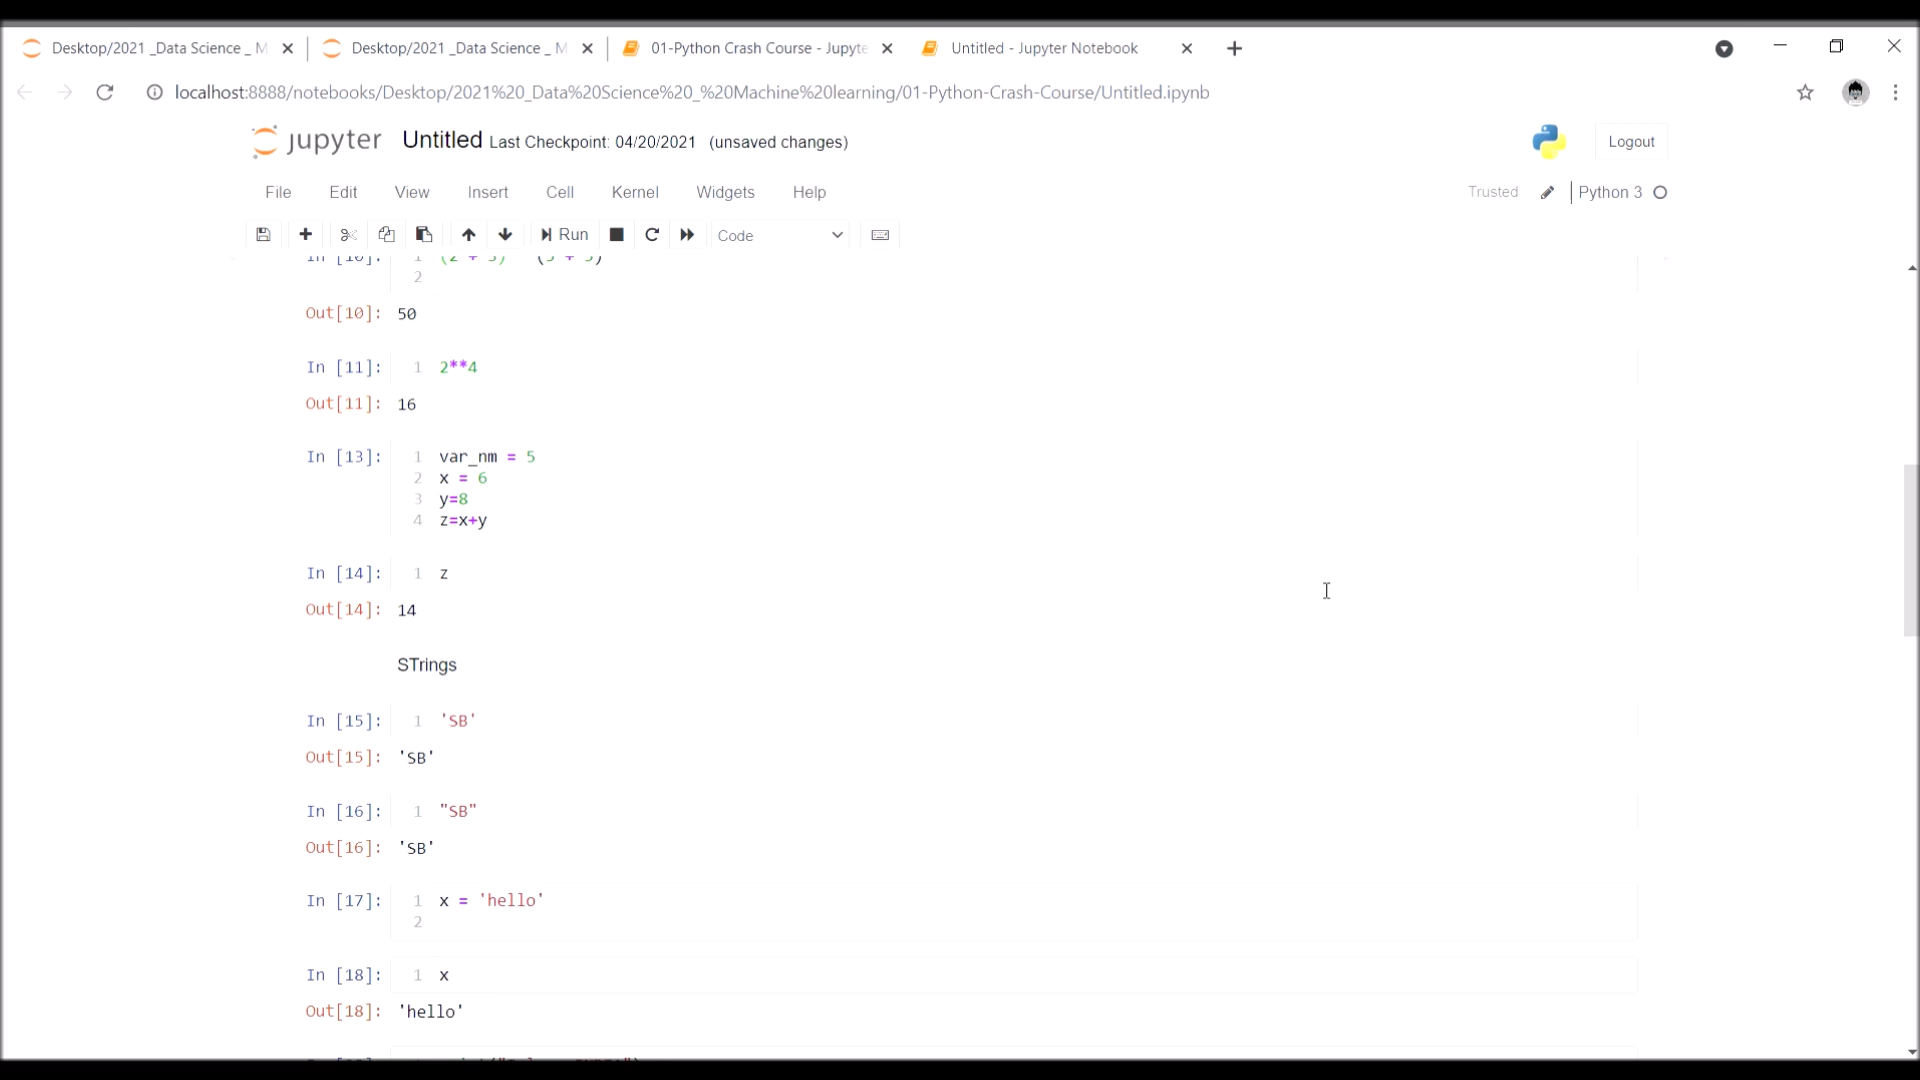 Desktop/2021 _Data Science _ M
Desktop/2021 _Data Science _ M
01-Python Crash Course - Jupyte
Untitled - Jupyter Notebook
localhost:8888/notebooks/Desktop/2021%20_Data%20Science%20_%20Machine%20learning/01-Python-Crash-Course/Untitled.ipynb
jupyter Untitled Last Checkpoint: 04/20/2021 (unsaved changes)
Logout
File Edit View Insert Cell Kernel Widgets Help
Trusted Python 3
Run Code
In [10]: 1
2
Out[10]: 50
In [11]: 1 2**4
Out[11]: 16
In [13]: 1 var_nm = 5
2 x = 6
3 y=8
4 z=x+y
In [14]: 1 z
Out[14]: 14
STrings
In [15]: 1 'SB'
Out[15]: 'SB'
In [16]: 1 "SB"
Out[16]: 'SB'
In [17]: 1 x = 'hello'
2
In [18]: 1 x
Out[18]: 'hello'